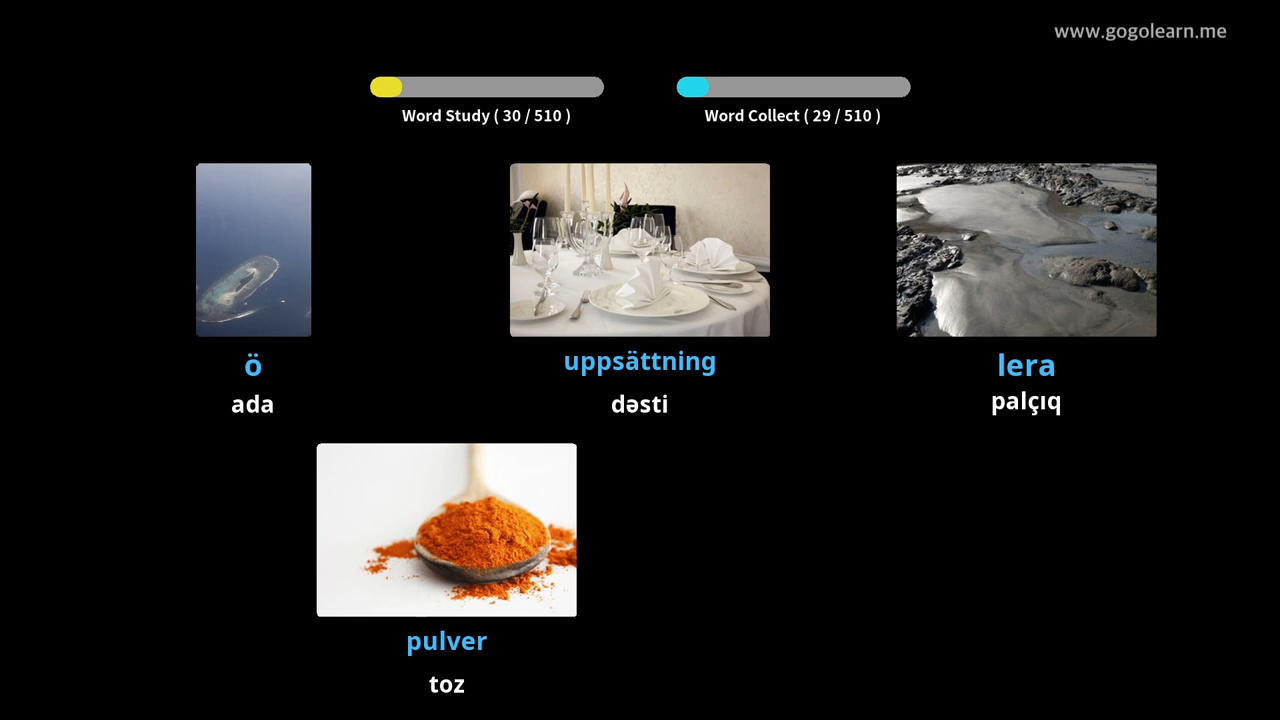 www.gogolearn.me
Word Study ( 30 / 510 )
Word Collect ( 29 / 510 )
ö
uppsättning
lera
ada
dəsti
palçıq
pulver
toz